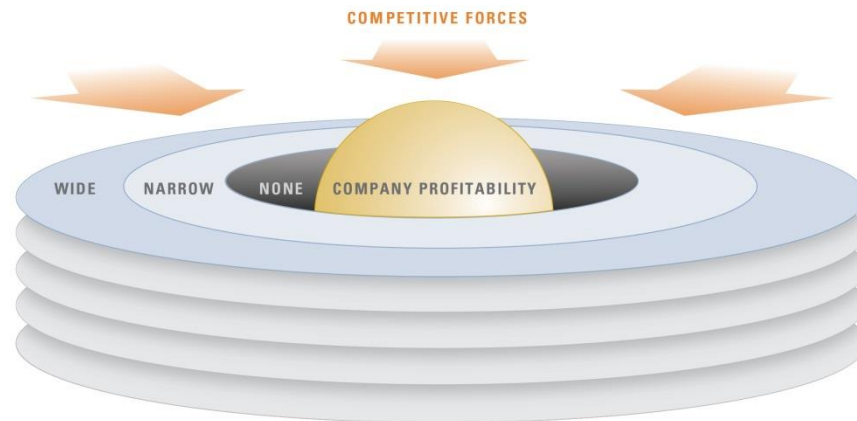 COMPETITIVE FORCES
WIDE NARROW NONE COMPANY PROFITABILITY